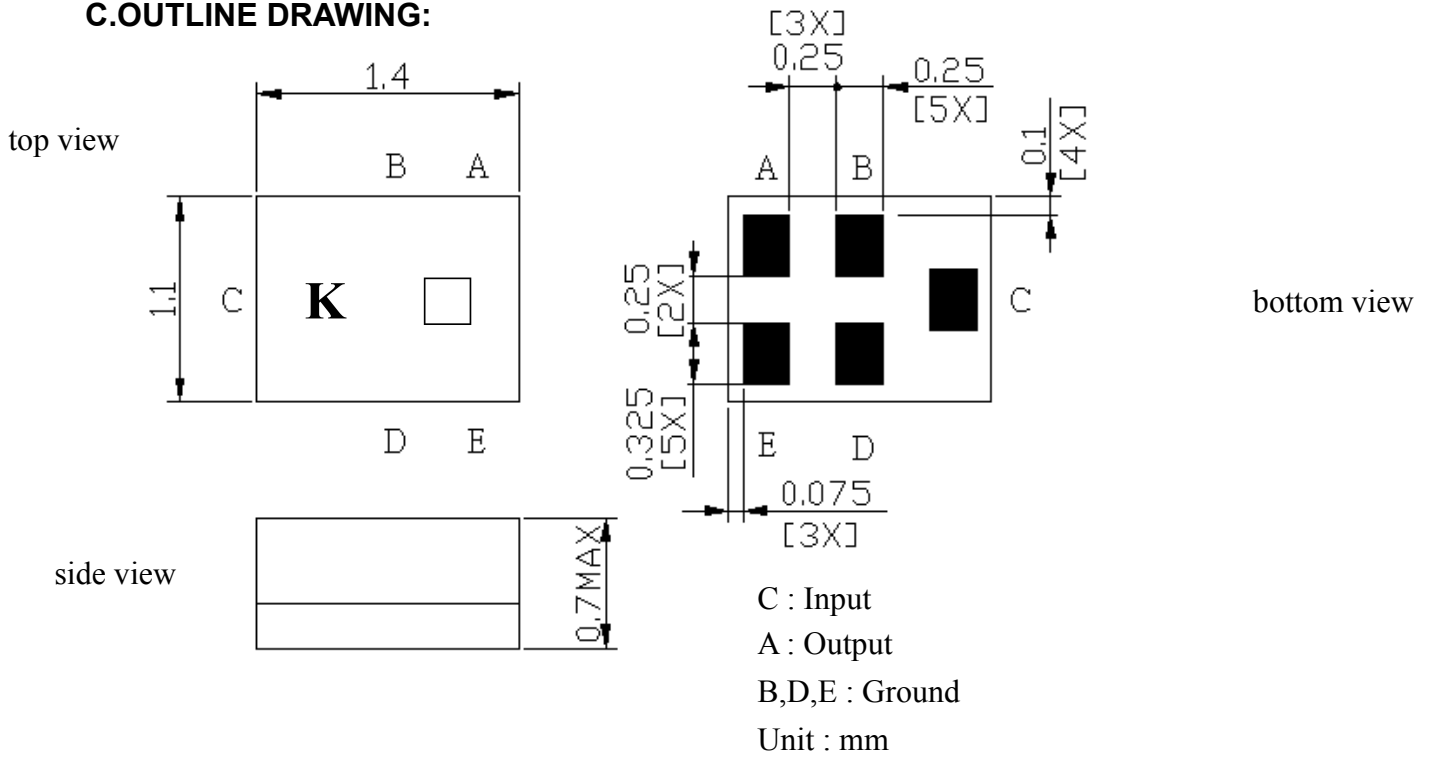 C.OUTLINE DRAWING:
top view
1.4
B A
1.1
C
K
D E
[3X]
0.25
0.25
[5X]
0.1
[4X]
A B
0.25
[2X]
C
0.325
[5X]
E D
0.075
[3X]
bottom view
side view
0.7MAX
C : Input
A : Output
B,D,E : Ground
Unit : mm